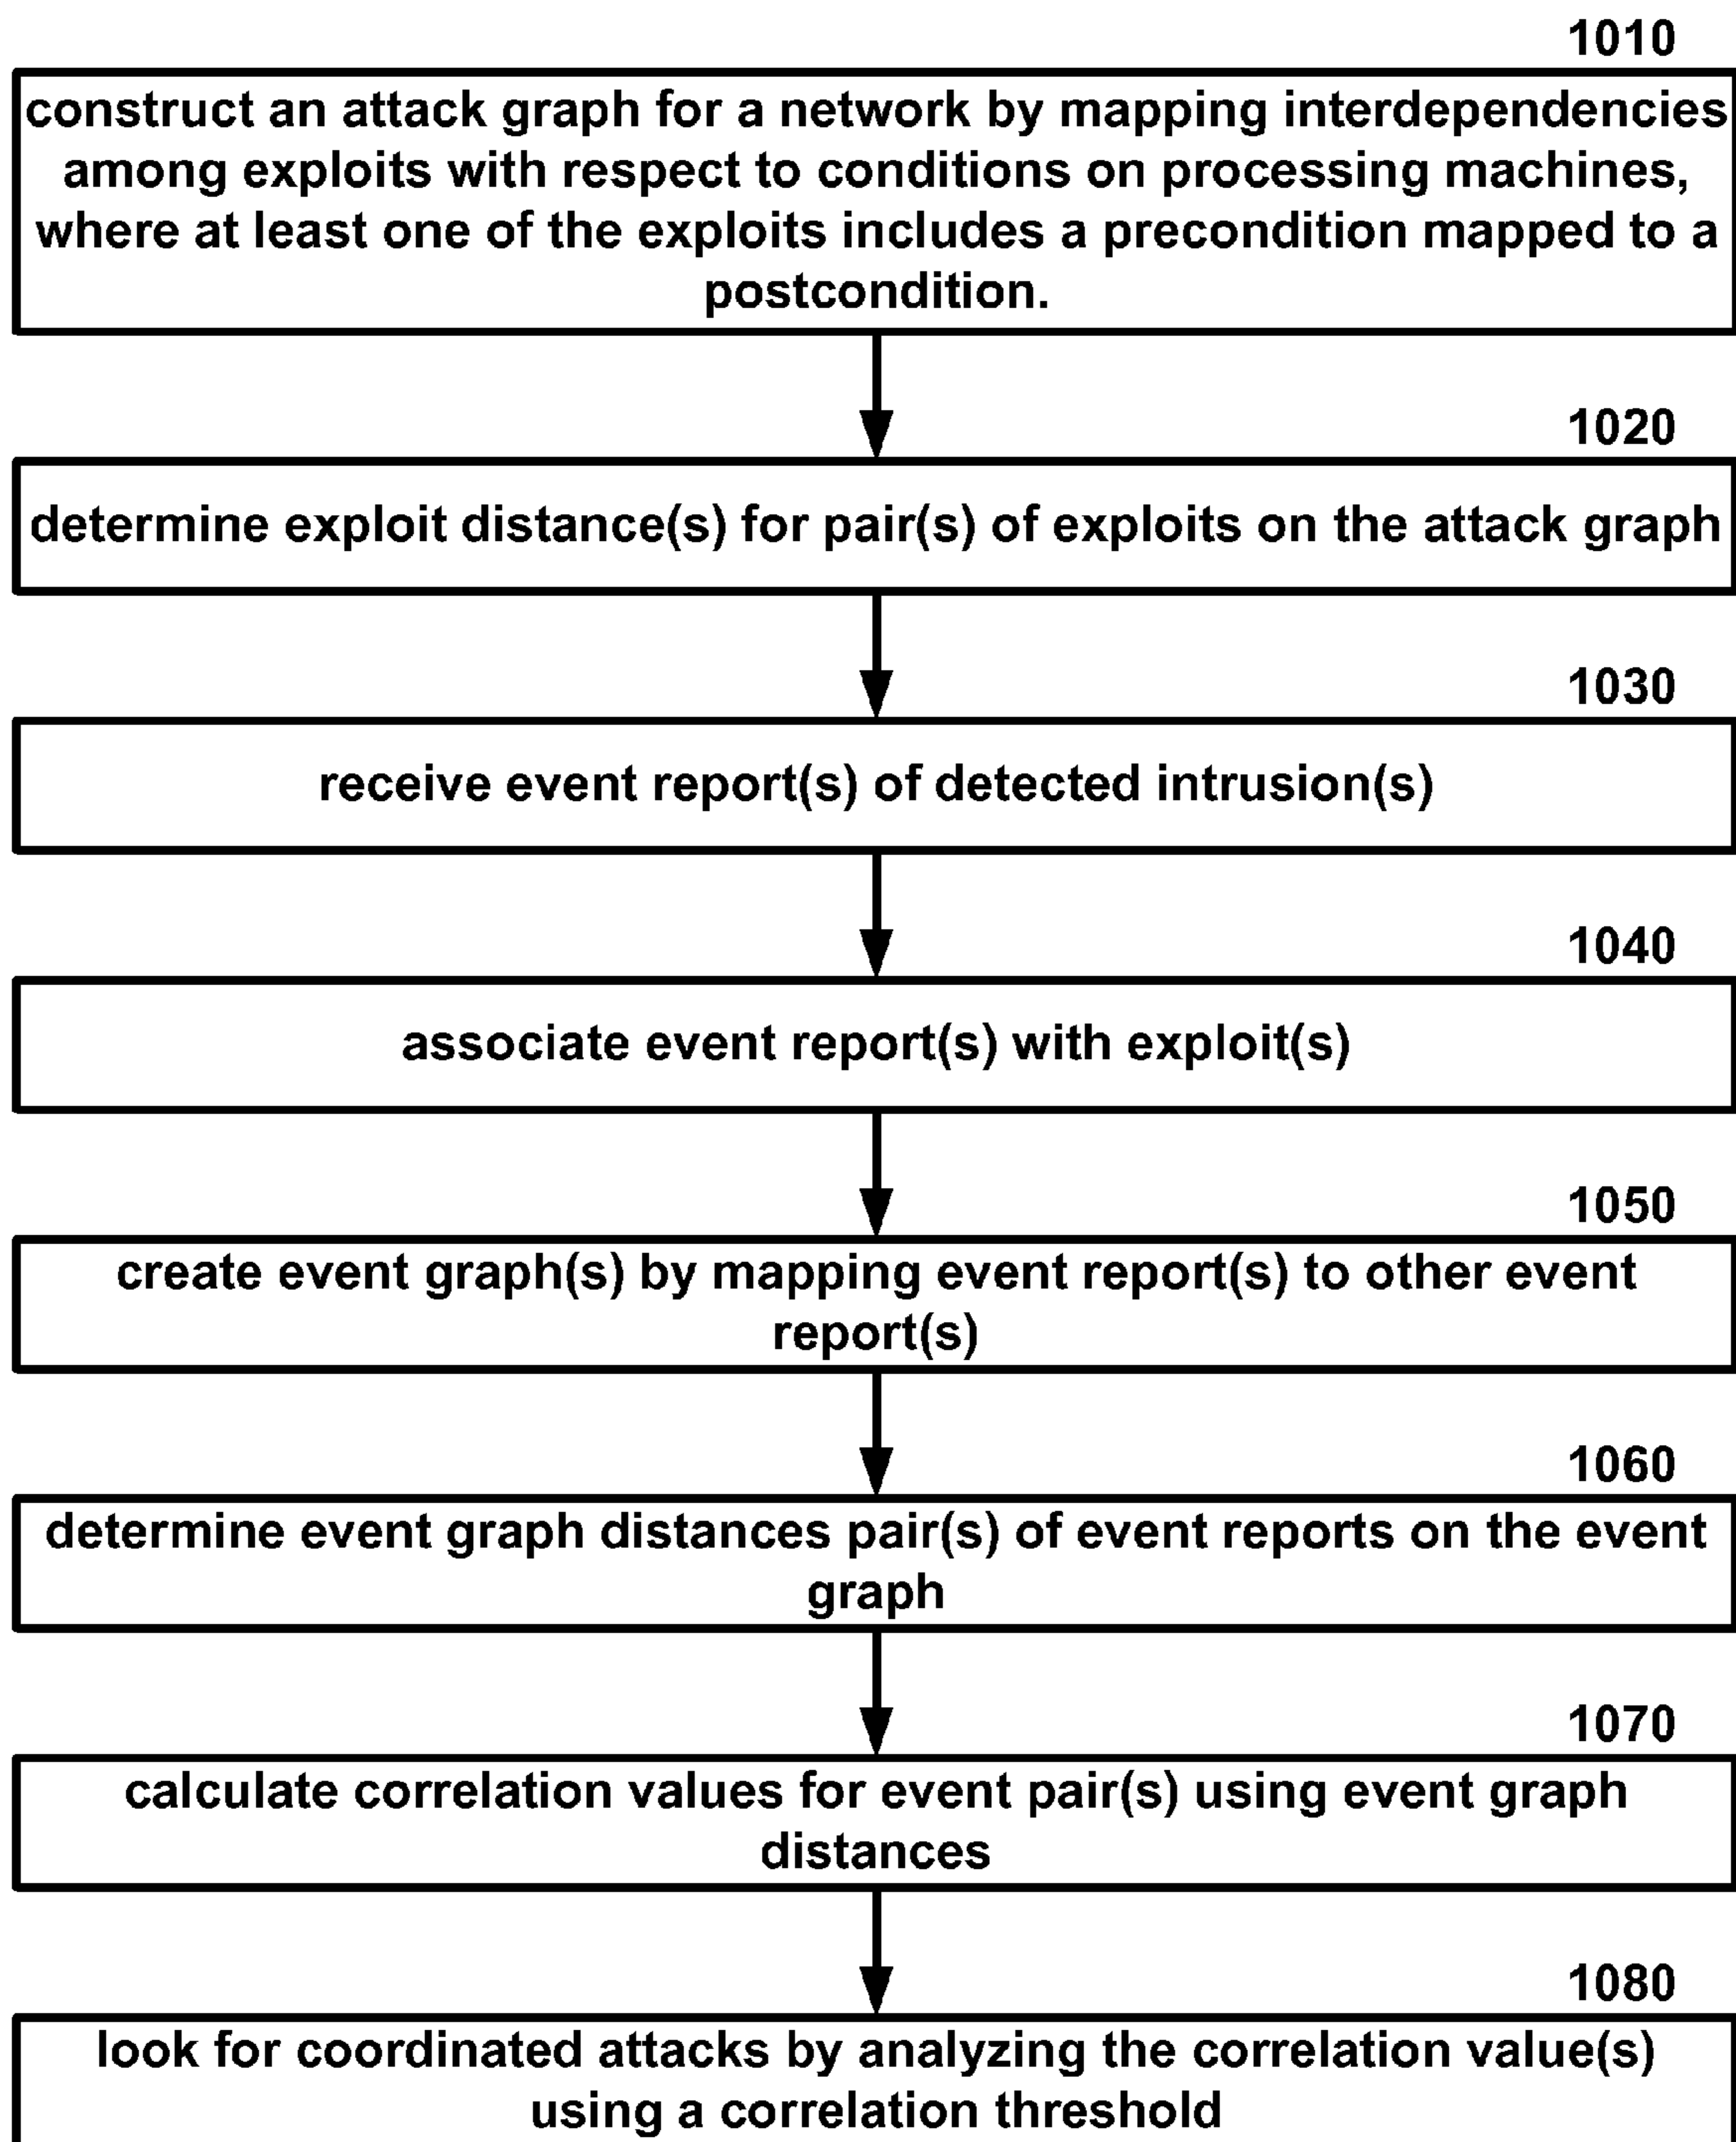 1010
construct an attack graph for a network by mapping interdependencies
among exploits with respect to conditions on processing machines,
where at least one of the exploits includes a precondition mapped to a
postcondition.
1020
determine exploit distance(s) for pair(s) of exploits on the attack graph
1030
receive event report(s) of detected intrusion(s)
1040
associate event report(s) with exploit(s)
1050
create event graph(s) by mapping event report(s) to other event
report(s)
1060
determine event graph distances pair(s) of event reports on the event
graph
1070
calculate correlation values for event pair(s) using event graph
distances
1080
look for coordinated attacks by analyzing the correlation value(s)
using a correlation threshold